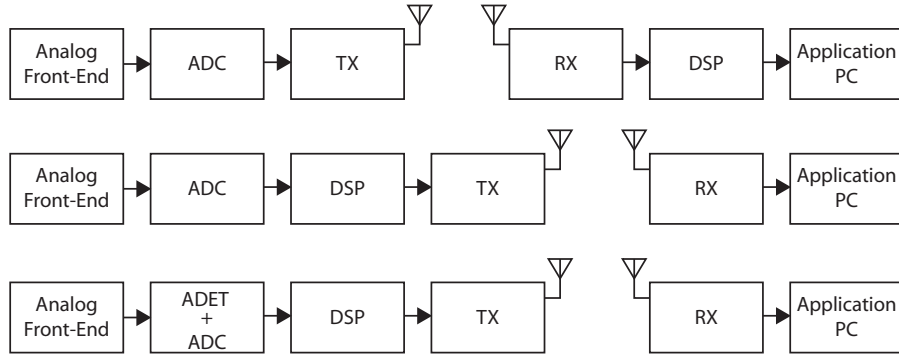 Analog
Front-End
ADC
TX
RX
DSP
Application
PC
Analog
Front-End
ADC
DSP
TX
RX
Application
PC
Analog
Front-End
ADET
+
ADC
DSP
TX
RX
Application
PC